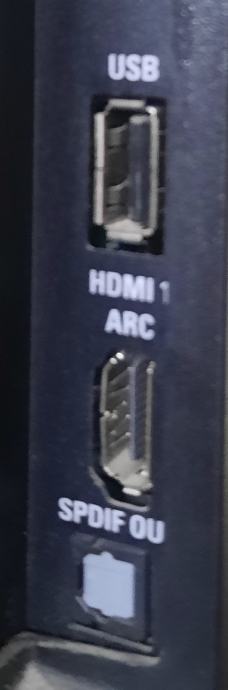 USB
HDMI 1
ARC
SPDIF OU